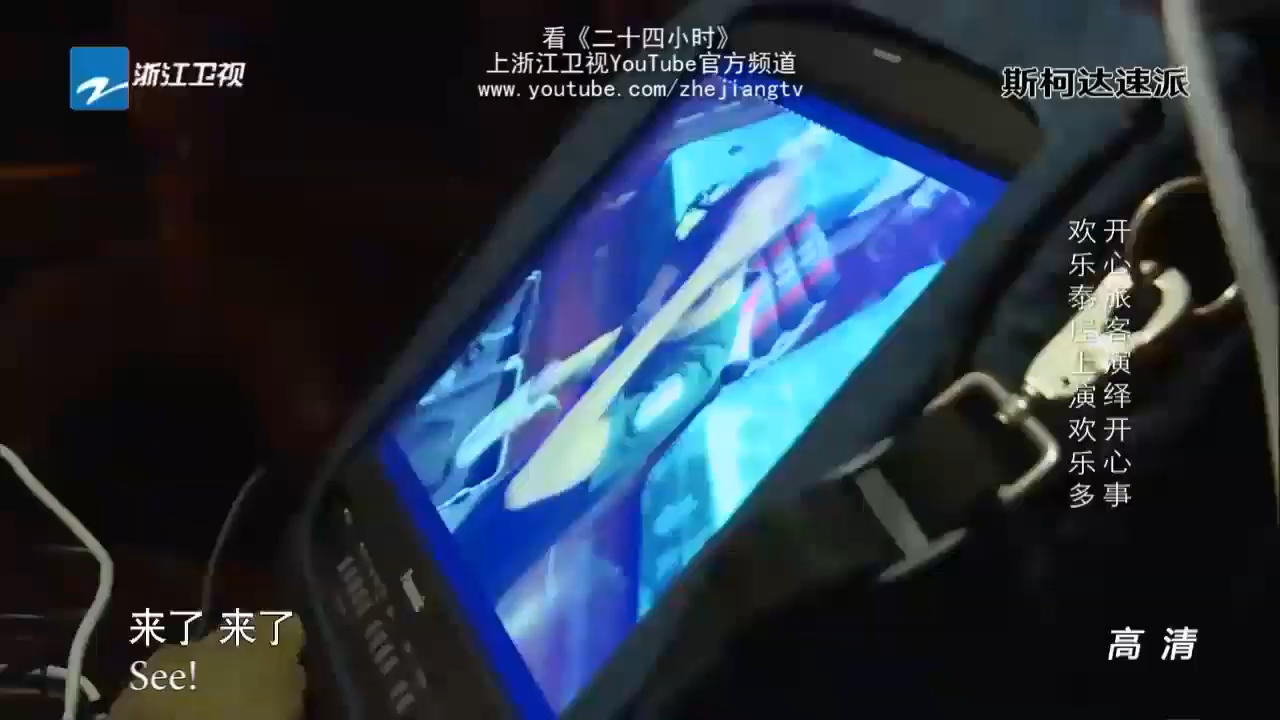 看《二十四小时》
上浙江卫视YouTube官方频道
www.youtube.com/zhejiangtv
浙江卫视
斯柯达速派
开心旅客演绎开心事
欢乐泰屋上演欢乐多
来了 来了
See!
高清